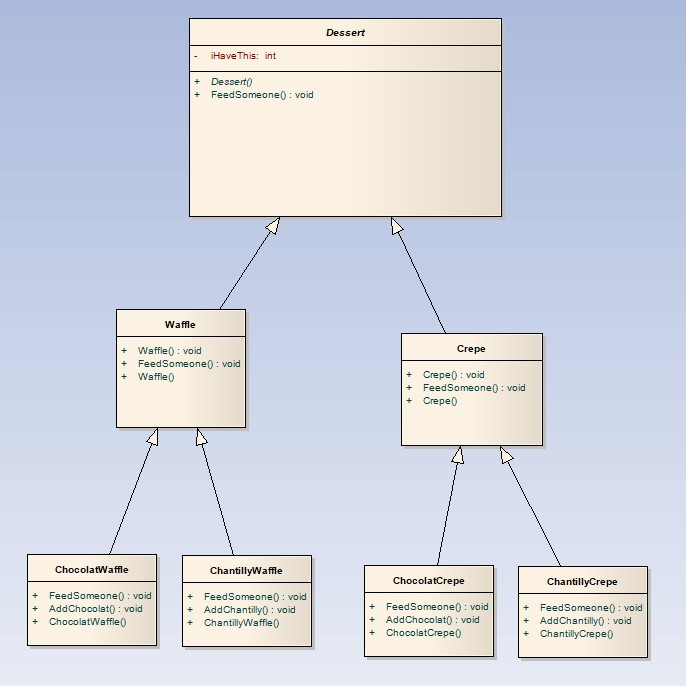 Dessert
- iHaveThis: int
+ Dessert()
+ FeedSomeone() : void
Waffle
+ Waffle() : void
+ FeedSomeone() : void
+ Waffle()
Crepe
+ Crepe() : void
+ FeedSomeone() : void
+ Crepe()
ChocolatWaffle
+ FeedSomeone() : void
+ AddChocolat() : void
+ ChocolatWaffle()
ChantillyWaffle
+ FeedSomeone() : void
+ AddChantilly() : void
+ ChantillyWaffle()
ChocolatCrepe
+ FeedSomeone() : void
+ AddChocolat() : void
+ ChocolatCrepe()
ChantillyCrepe
+ FeedSomeone() : void
+ AddChantilly() : void
+ ChantillyCrepe()